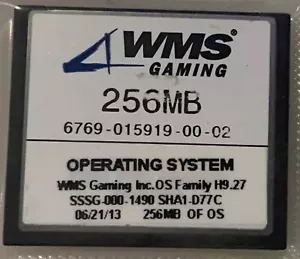 WMS®
GAMING
256MB
6769-015919-00-02
OPERATING SYSTEM
WMS Gaming Inc.OS Family H9.27
SSSG-000-1490 SHA1-D77C
06/21/13 256MB OF OS